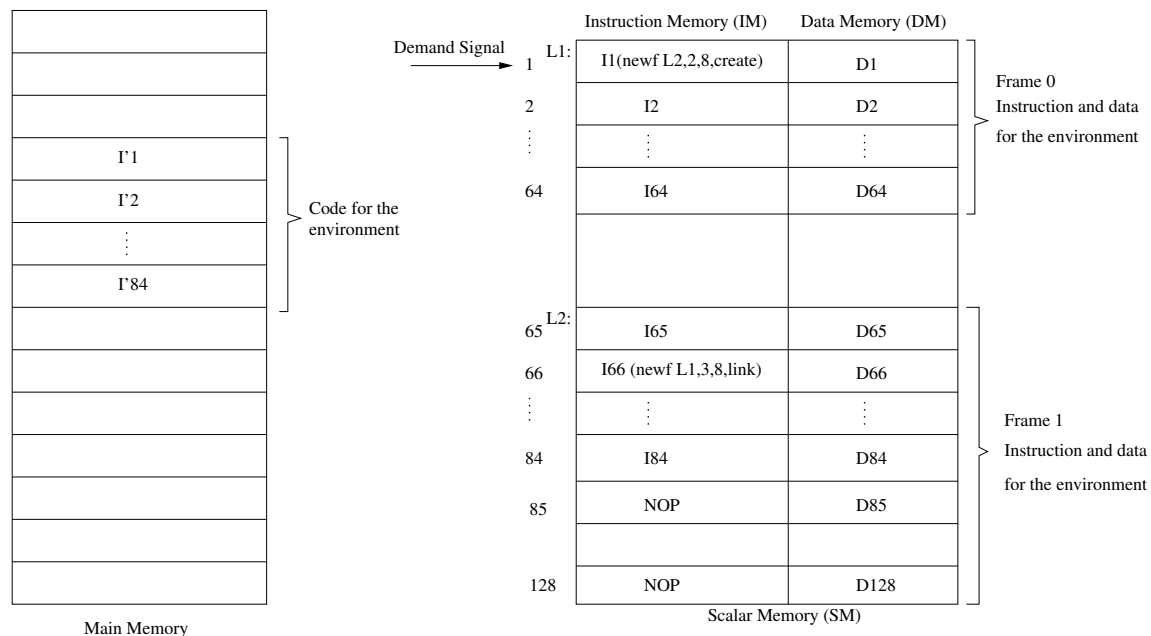 Instruction Memory (IM) Data Memory (DM)
Demand Signal
L1:
1 I1(newf L2,2,8,create) D1
2 I2 D2
64 I64 D64
Frame 0
Instruction and data
for the environment
I'1
I'2
I'84
Code for the
environment
L2:
65 I65 D65
66 I66 (newf L1,3,8,link) D66
84 I84 D84
85 NOP D85
128 NOP D128
Frame 1
Instruction and data
for the environment
Main Memory
Scalar Memory (SM)